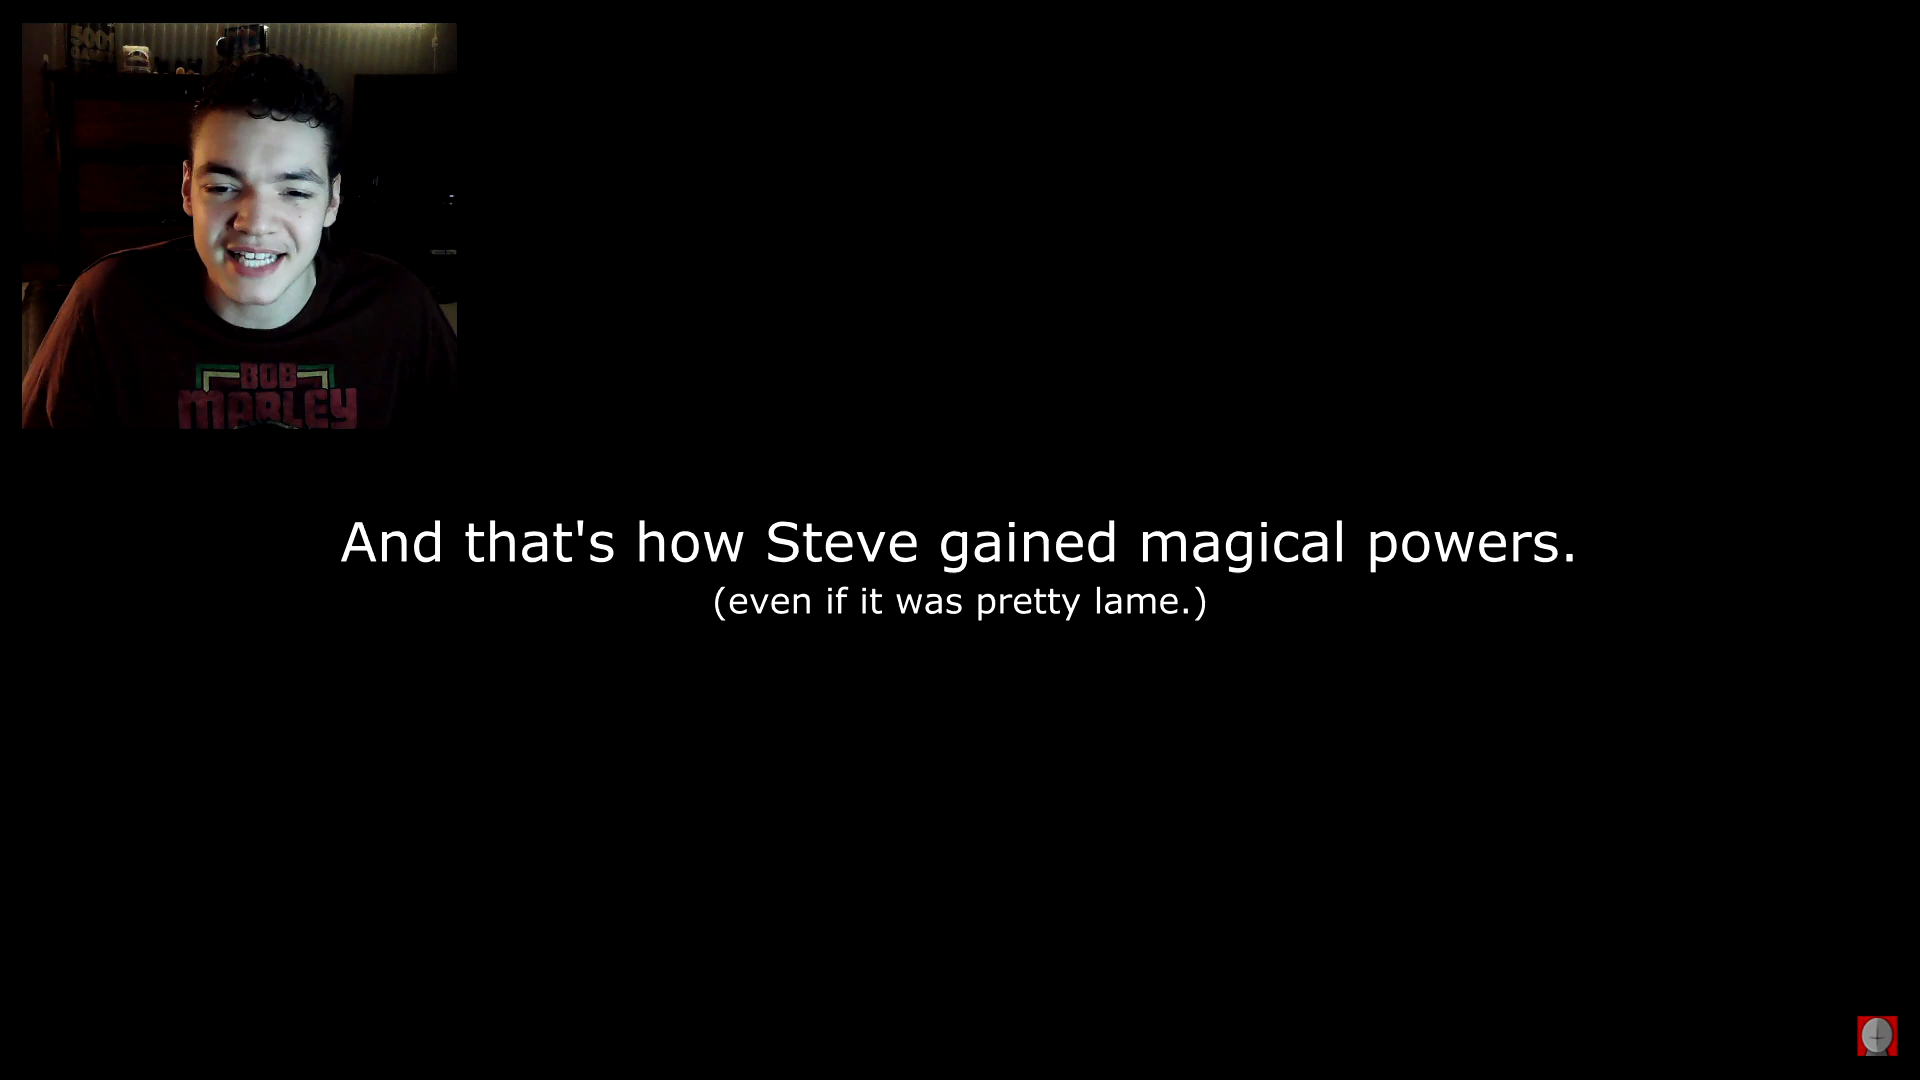 BOB
MARLEY
And that's how Steve gained magical powers.
(even if it was pretty lame.)